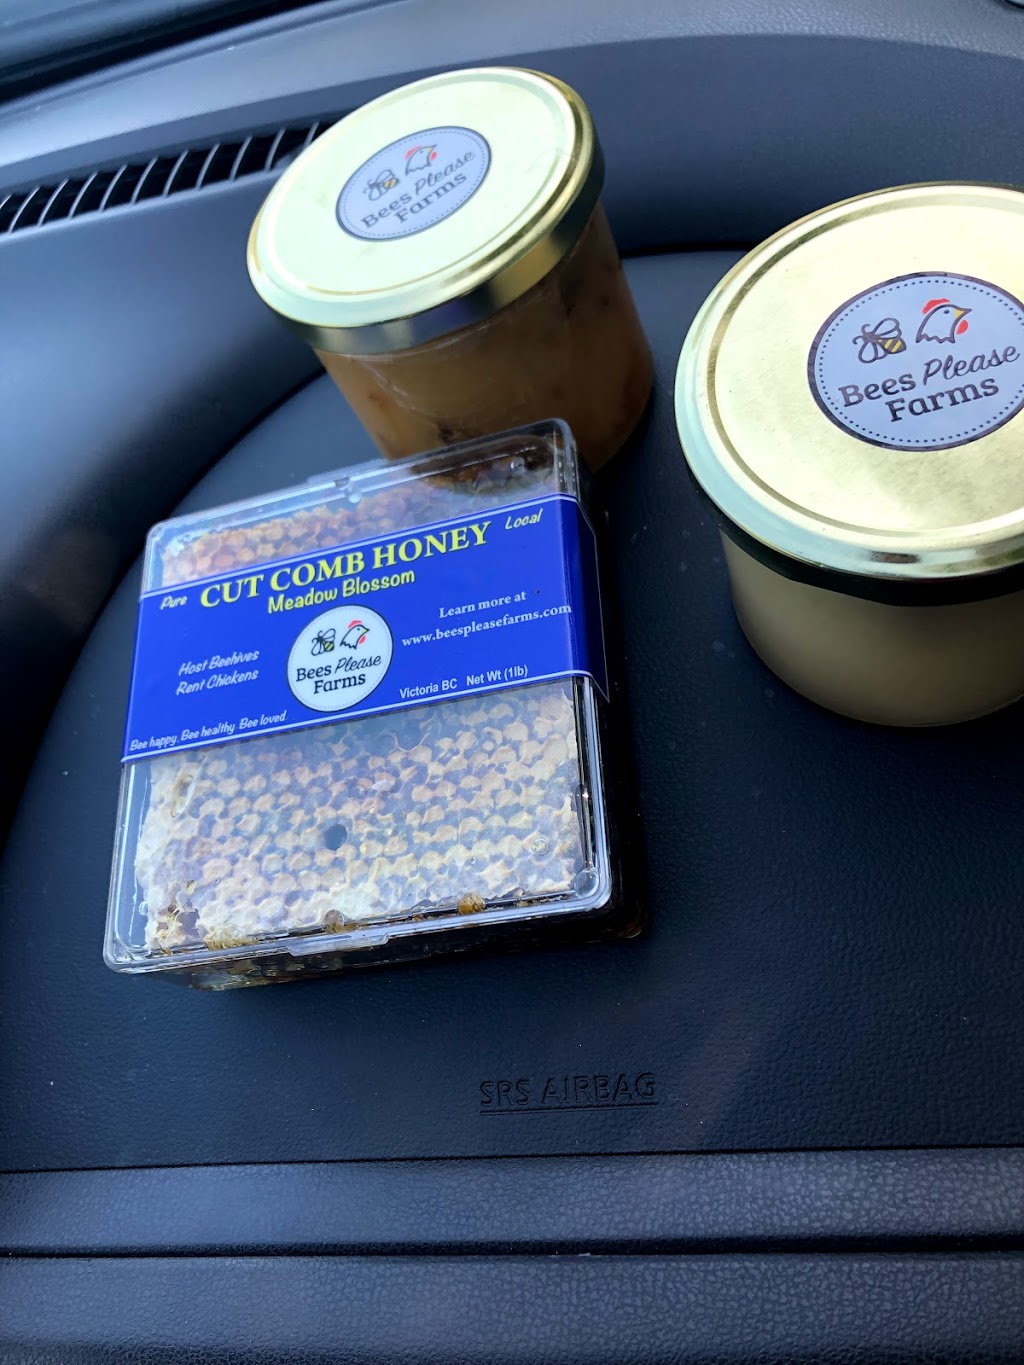 Bees Please
Farms
Bees Please
Farms
Pure CUT COMB HONEY Local
Meadow Blossom
Learn more at
www.beespleasefarms.com
Host Beehives
Rent Chickens
Bees Please
Farms
Victoria BC Net Wt (1lb)
Bee happy, Bee healthy, Bee loved
SRS AIRBAG